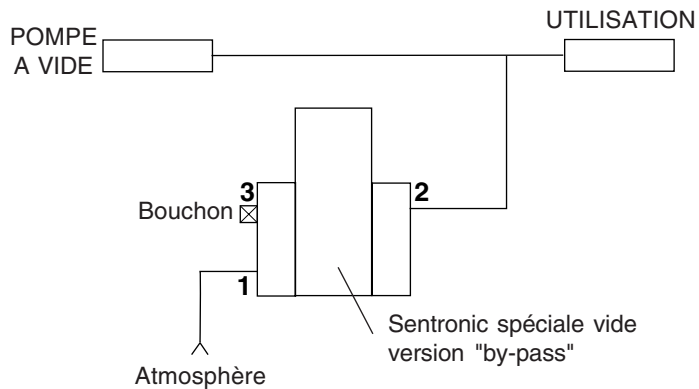 POMPE
A VIDE
UTILISATION
3
2
Bouchon
1
Sentronic spéciale vide
version "by-pass"
Atmosphère